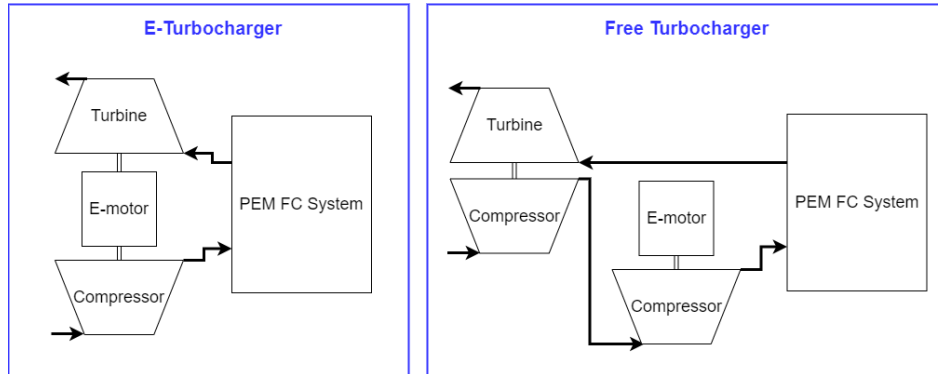 E-Turbocharger
Turbine
E-motor
Compressor
PEM FC System
Free Turbocharger
Turbine
Compressor
E-motor
Compressor
PEM FC System